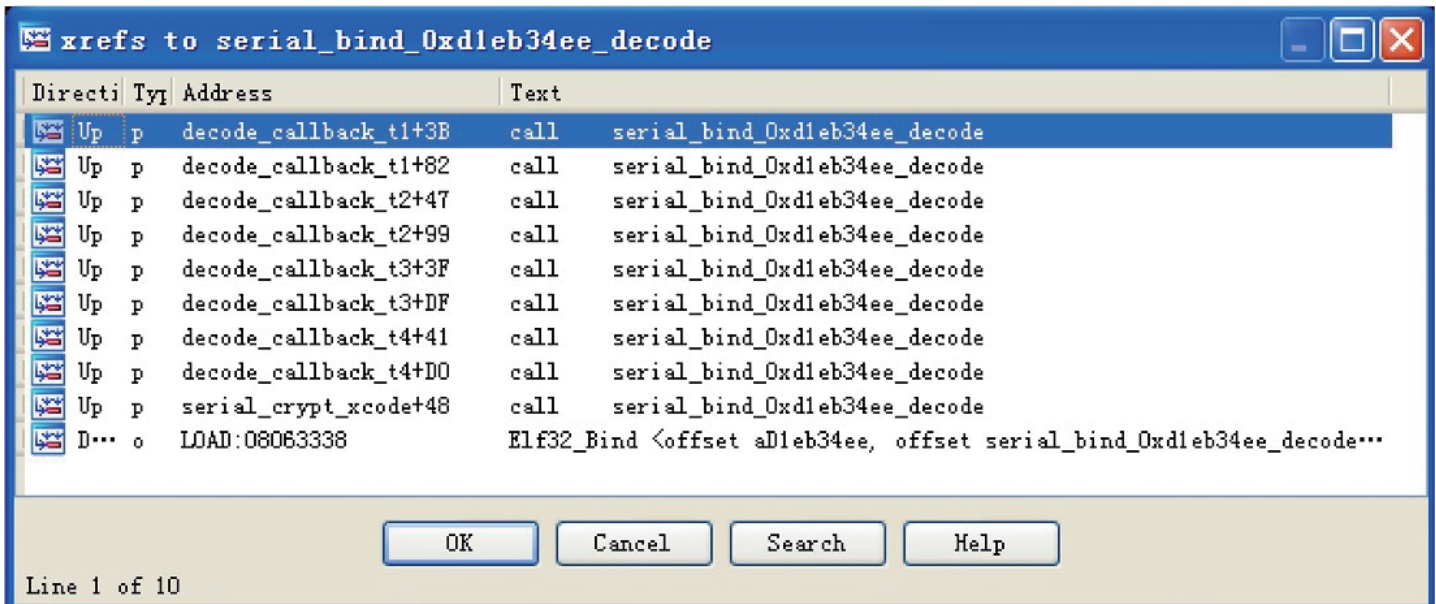 xrefs to serial_bind_0xd1eb34ee_decode
Directi Typ Address Text
Up p decode_callback_t1+3B call serial_bind_0xd1eb34ee_decode
Up p decode_callback_t1+82 call serial_bind_0xd1eb34ee_decode
Up p decode_callback_t2+47 call serial_bind_0xd1eb34ee_decode
Up p decode_callback_t2+99 call serial_bind_0xd1eb34ee_decode
Up p decode_callback_t3+3F call serial_bind_0xd1eb34ee_decode
Up p decode_callback_t3+DF call serial_bind_0xd1eb34ee_decode
Up p decode_callback_t4+41 call serial_bind_0xd1eb34ee_decode
Up p decode_callback_t4+D0 call serial_bind_0xd1eb34ee_decode
Up p serial_crypt_xcode+48 call serial_bind_0xd1eb34ee_decode
D··· o LOAD:08063338 Elf32_Bind <offset aD1eb34ee, offset serial_bind_0xd1eb34ee_decode···
OK Cancel Search Help
Line 1 of 10